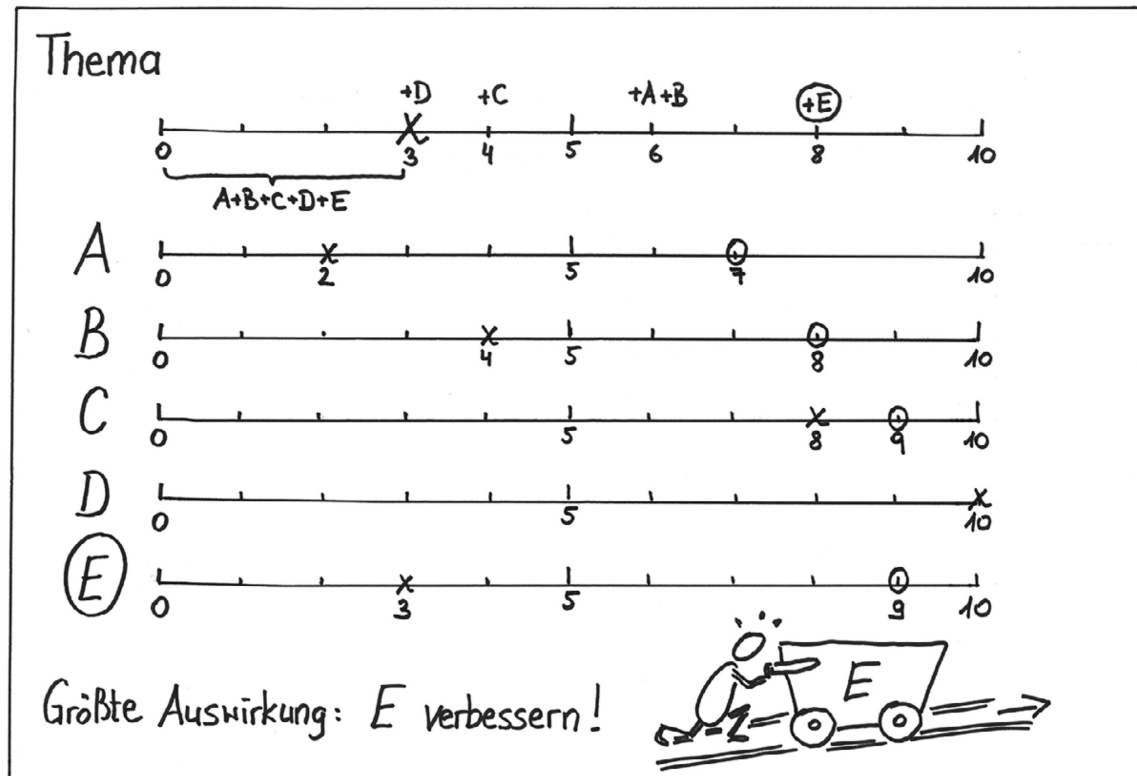 Thema
+D +C +A+B +E
0 3 4 5 6 8 10
A+B+C+D+E
A
0 2 5 7 10
B
0 4 5 8 10
C
0 5 8 9 10
D
0 5 10
E
0 3 5 9 10
E
Größte Auswirkung: E verbessern!